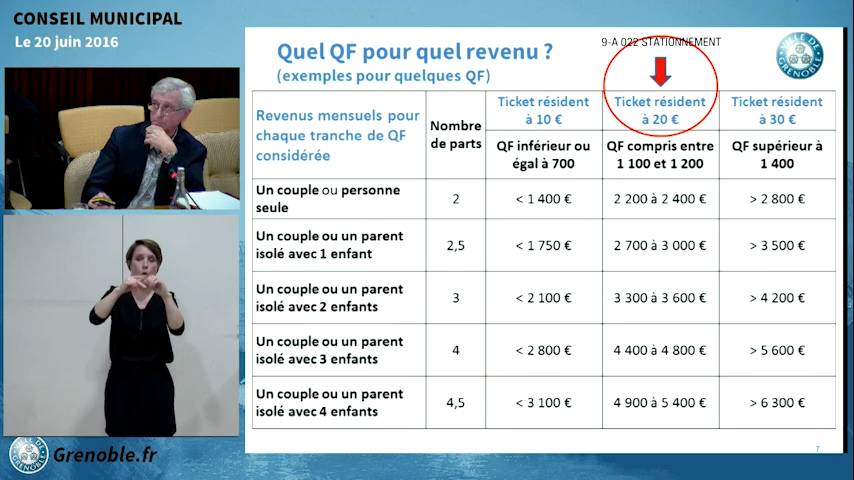 CONSEIL MUNICIPAL
Le 20 juin 2016
9-A 022 STATIONNEMENT
Quel QF pour quel revenu ?
(exemples pour quelques QF)
VILLE DE
GRENOBLE
Revenus mensuels pour
chaque tranche de QF
considérée
Nombre
de parts
Ticket résident
à 10 €
Ticket résident
à 20 €
Ticket résident
à 30 €
QF inférieur ou
égal à 700
QF compris entre
1 100 et 1 200
QF supérieur à
1 400
Un couple ou personne
seule
2
< 1 400 €
2 200 à 2 400 €
> 2 800 €
Un couple ou un parent
isolé avec 1 enfant
2,5
< 1 750 €
2 700 à 3 000 €
> 3 500 €
Un couple ou un parent
isolé avec 2 enfants
3
< 2 100 €
3 300 à 3 600 €
> 4 200 €
Un couple ou un parent
isolé avec 3 enfants
4
< 2 800 €
4 400 à 4 800 €
> 5 600 €
Un couple ou un parent
isolé avec 4 enfants
4,5
< 3 100 €
4 900 à 5 400 €
> 6 300 €
7
VILLE DE
GRENOBLE
Grenoble.fr